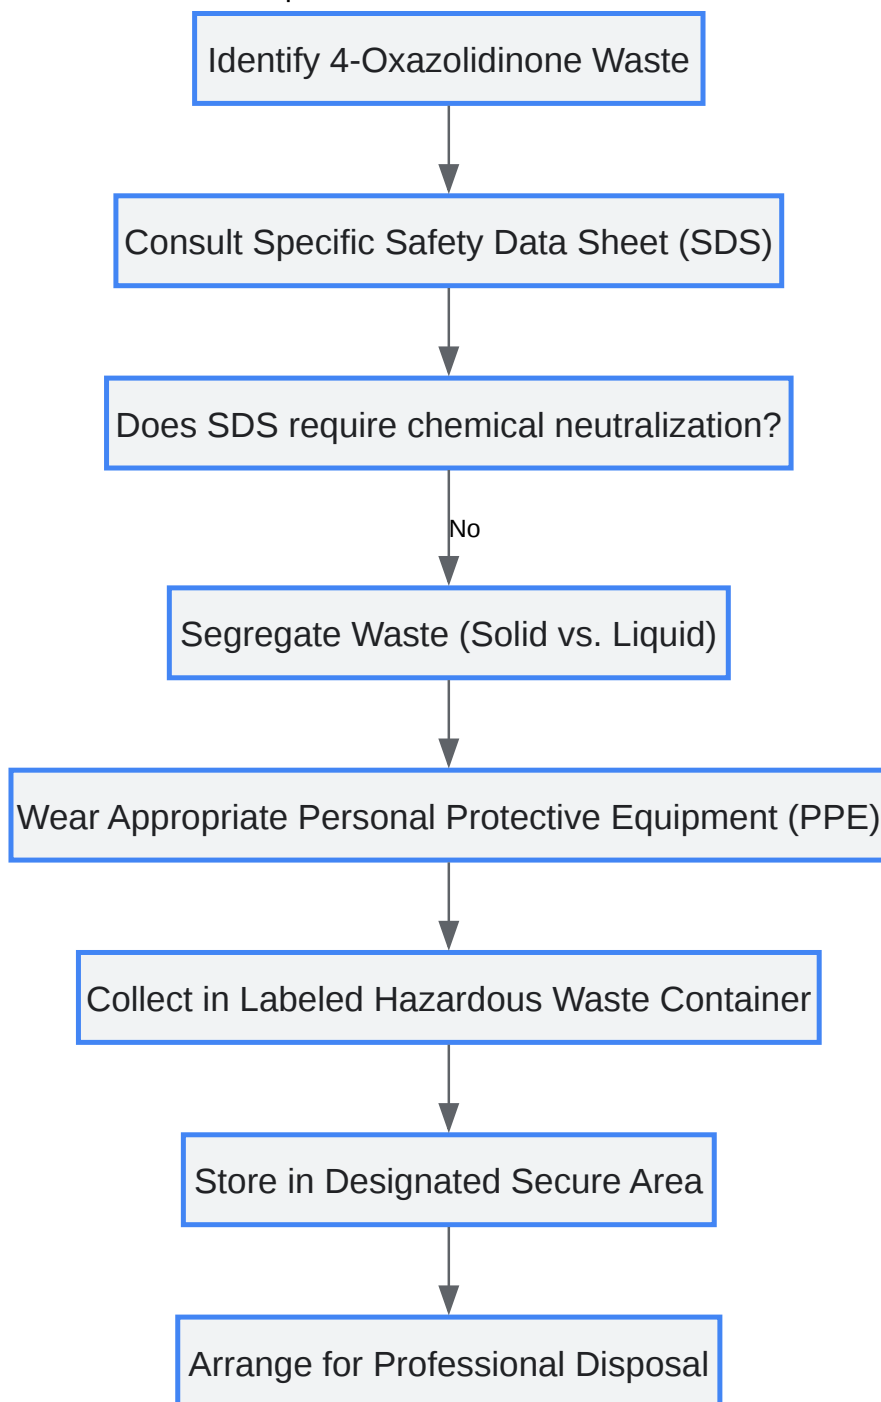 Identify 4-Oxazolidinone Waste
Consult Specific Safety Data Sheet (SDS)
Does SDS require chemical neutralization?
No
Segregate Waste (Solid vs. Liquid)
Wear Appropriate Personal Protective Equipment (PPE)
Collect in Labeled Hazardous Waste Container
Store in Designated Secure Area
Arrange for Professional Disposal